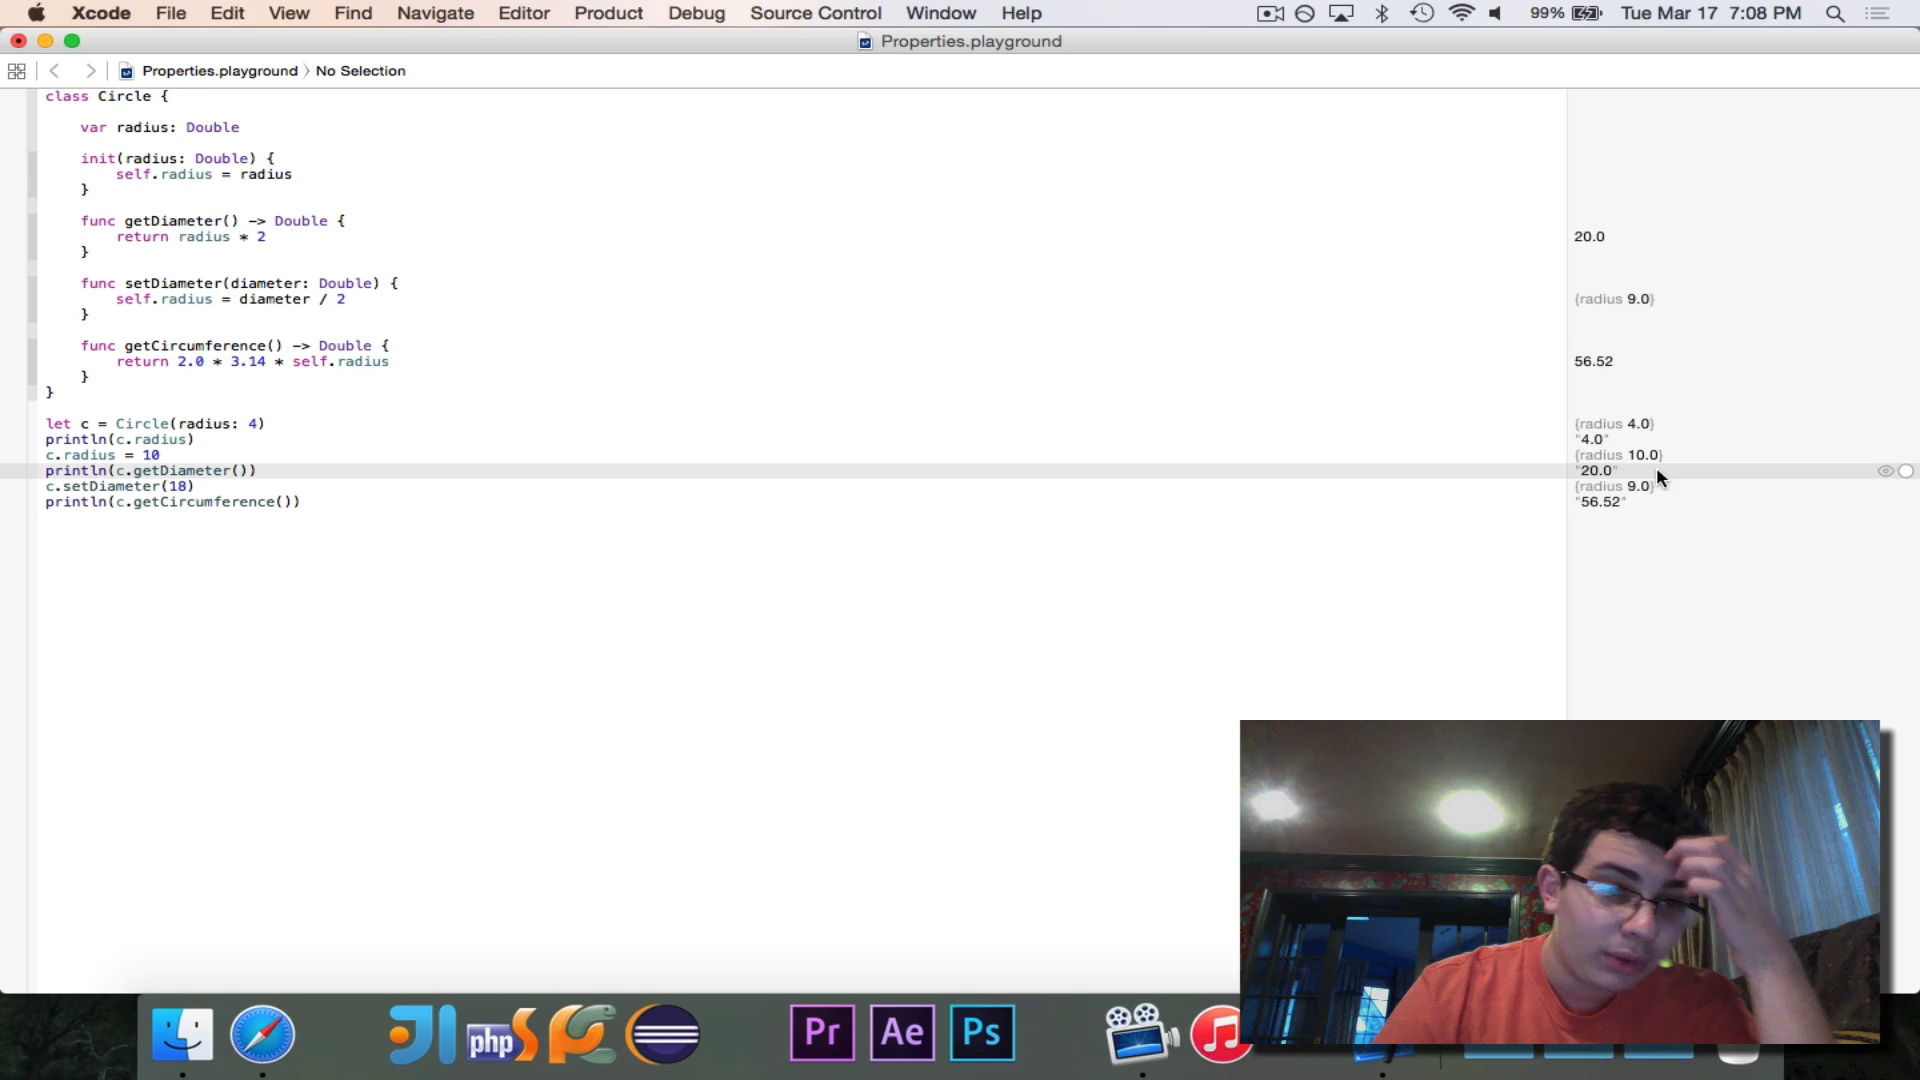 Xcode File Edit View Find Navigate Editor Product Debug Source Control Window Help 99% Tue Mar 17 7:08 PM
Properties.playground
Properties.playground No Selection
class Circle {
var radius: Double
init(radius: Double) {
self.radius = radius
}
func getDiameter() -> Double {
return radius * 2 20.0
}
func setDiameter(diameter: Double) {
self.radius = diameter / 2 {radius 9.0}
}
func getCircumference() -> Double {
return 2.0 * 3.14 * self.radius 56.52
}
}
let c = Circle(radius: 4) {radius 4.0}
println(c.radius) "4.0"
c.radius = 10 {radius 10.0}
println(c.getDiameter()) "20.0"
c.setDiameter(18) {radius 9.0}
println(c.getCircumference()) "56.52"
php
Pr Ae Ps